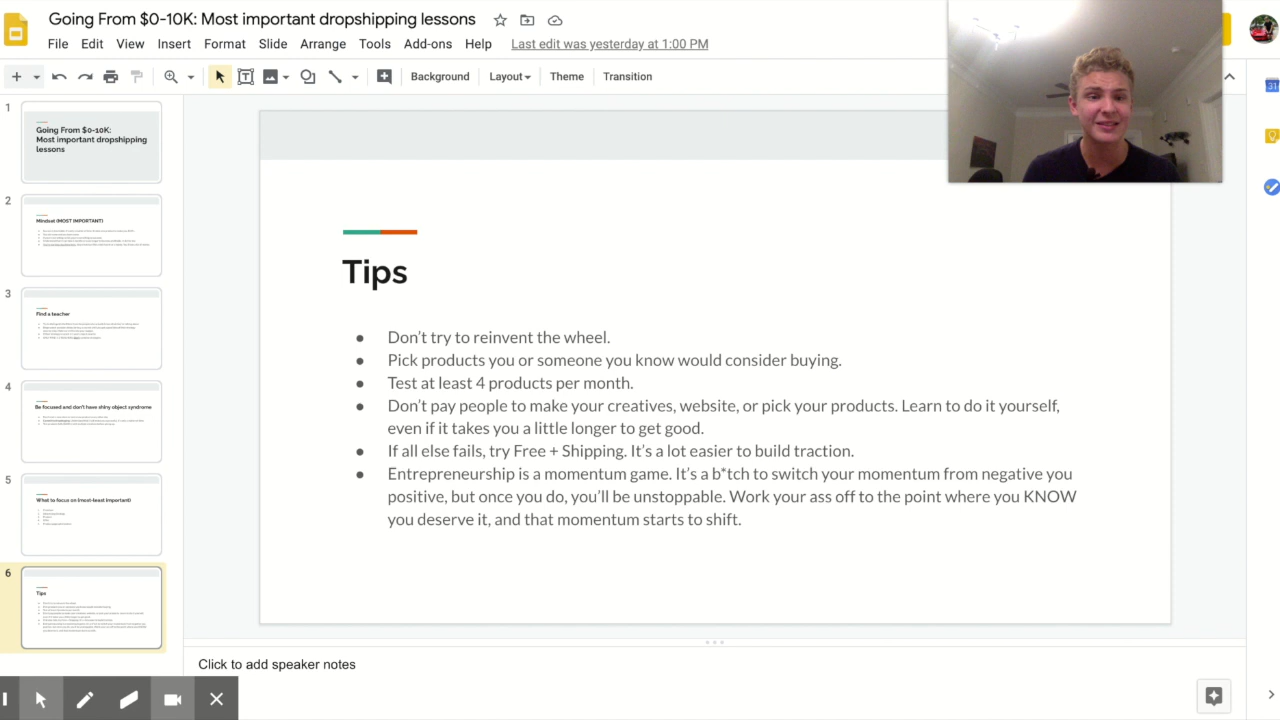 Going From $0-10K: Most important dropshipping lessons
File Edit View Insert Format Slide Arrange Tools Add-ons Help Last edit was yesterday at 1:00 PM
Background Layout Theme Transition
31
1
Going From $0-10K:
Most important dropshipping
lessons
2
Mindset (MOST IMPORTANT)
3
Find a teacher
4
Be focused and don't have shiny object syndrome
5
What to focus on (most-least important)
6
Tips
Tips
● Don't try to reinvent the wheel.
● Pick products you or someone you know would consider buying.
● Test at least 4 products per month.
● Don't pay people to make your creatives, website, or pick your products. Learn to do it yourself,
even if it takes you a little longer to get good.
● If all else fails, try Free + Shipping. It's a lot easier to build traction.
● Entrepreneurship is a momentum game. It's a b*tch to switch your momentum from negative you
positive, but once you do, you'll be unstoppable. Work your ass off to the point where you KNOW
you deserve it, and that momentum starts to shift.
Click to add speaker notes